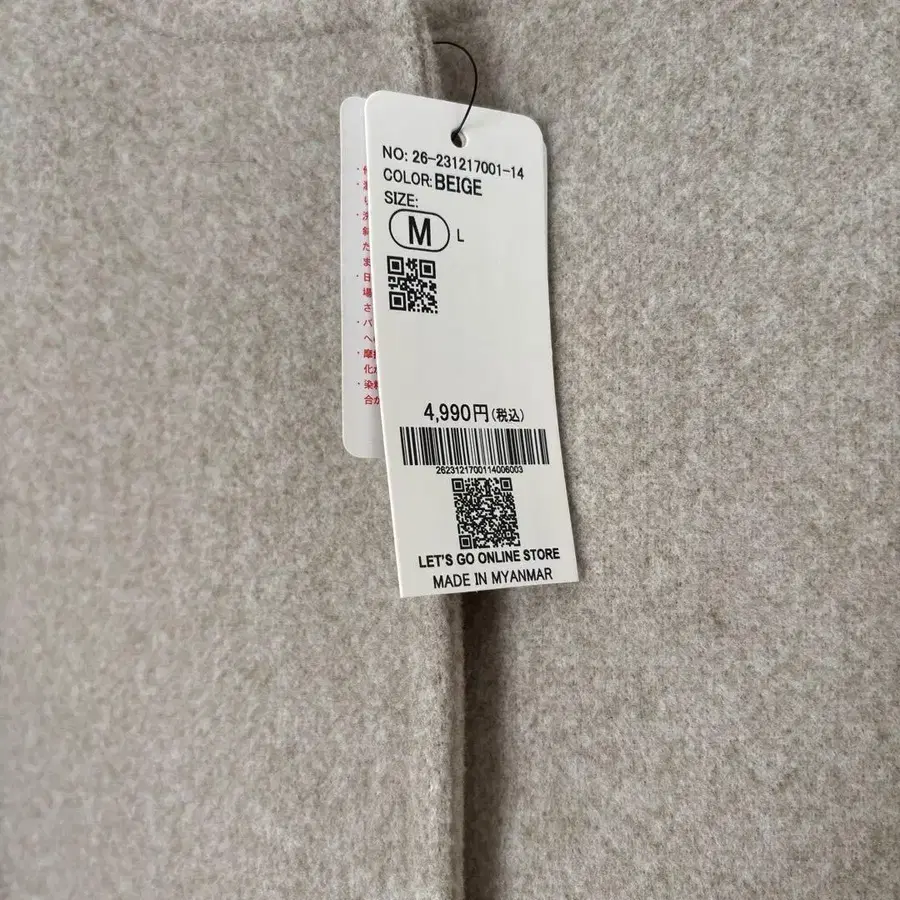 NO: 26-231217001-14
COLOR:BEIGE
SIZE:
M L
4,990円(税込)
2623121700114006003
LET'S GO ONLINE STORE
MADE IN MYANMAR